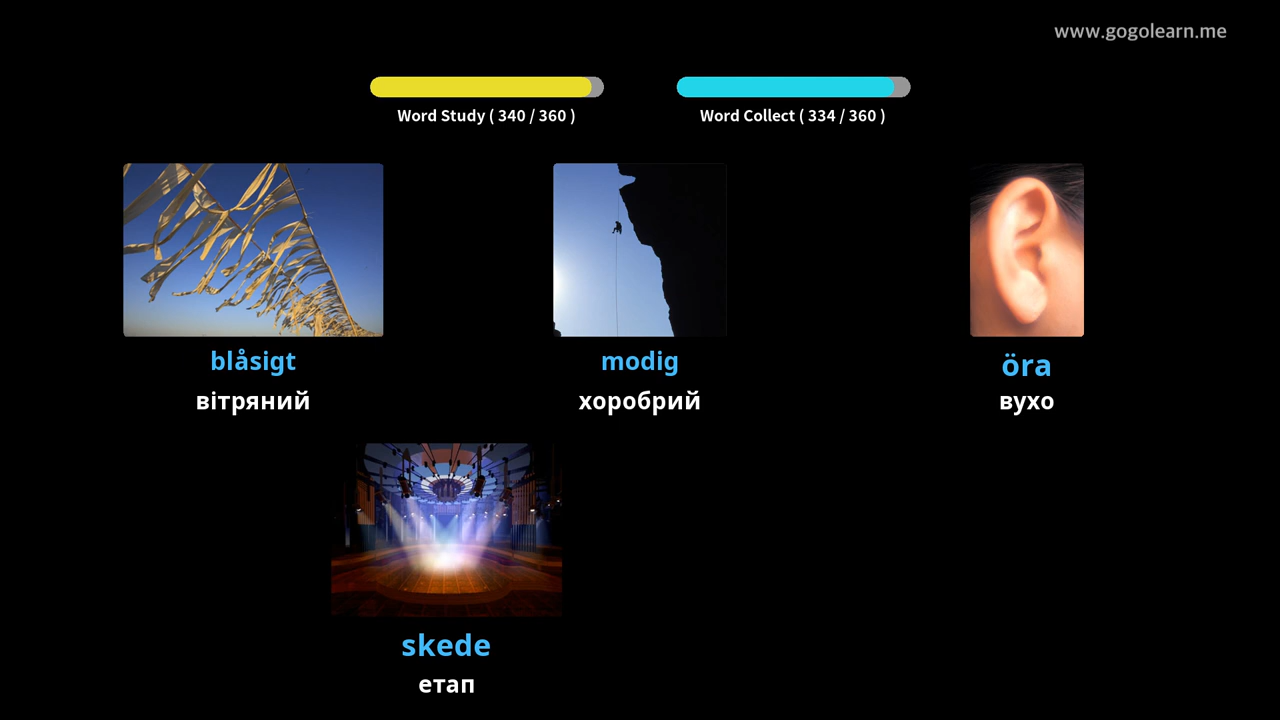 www.gogolearn.me
Word Study ( 340 / 360 )
Word Collect ( 334 / 360 )
blåsigt
modig
öra
вітряний
хоробрий
вухо
skede
етап